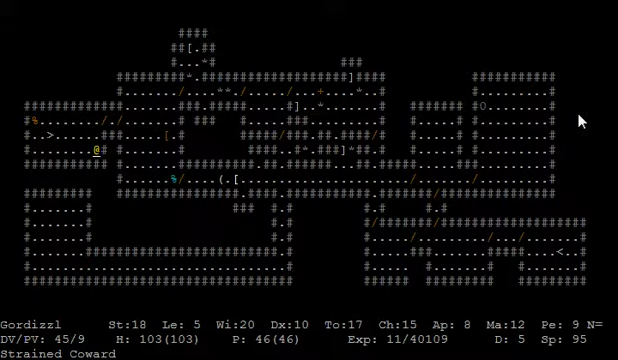 Gordizzl St:18 Le: 5 Wi:20 Dx:10 To:17 Ch:15 Ap: 8 Ma:12 Pe: 9 N=
DV/PV: 45/9 H: 103(103) P: 46(46) Exp: 11/40109 D: 5 Sp: 95
Strained Coward